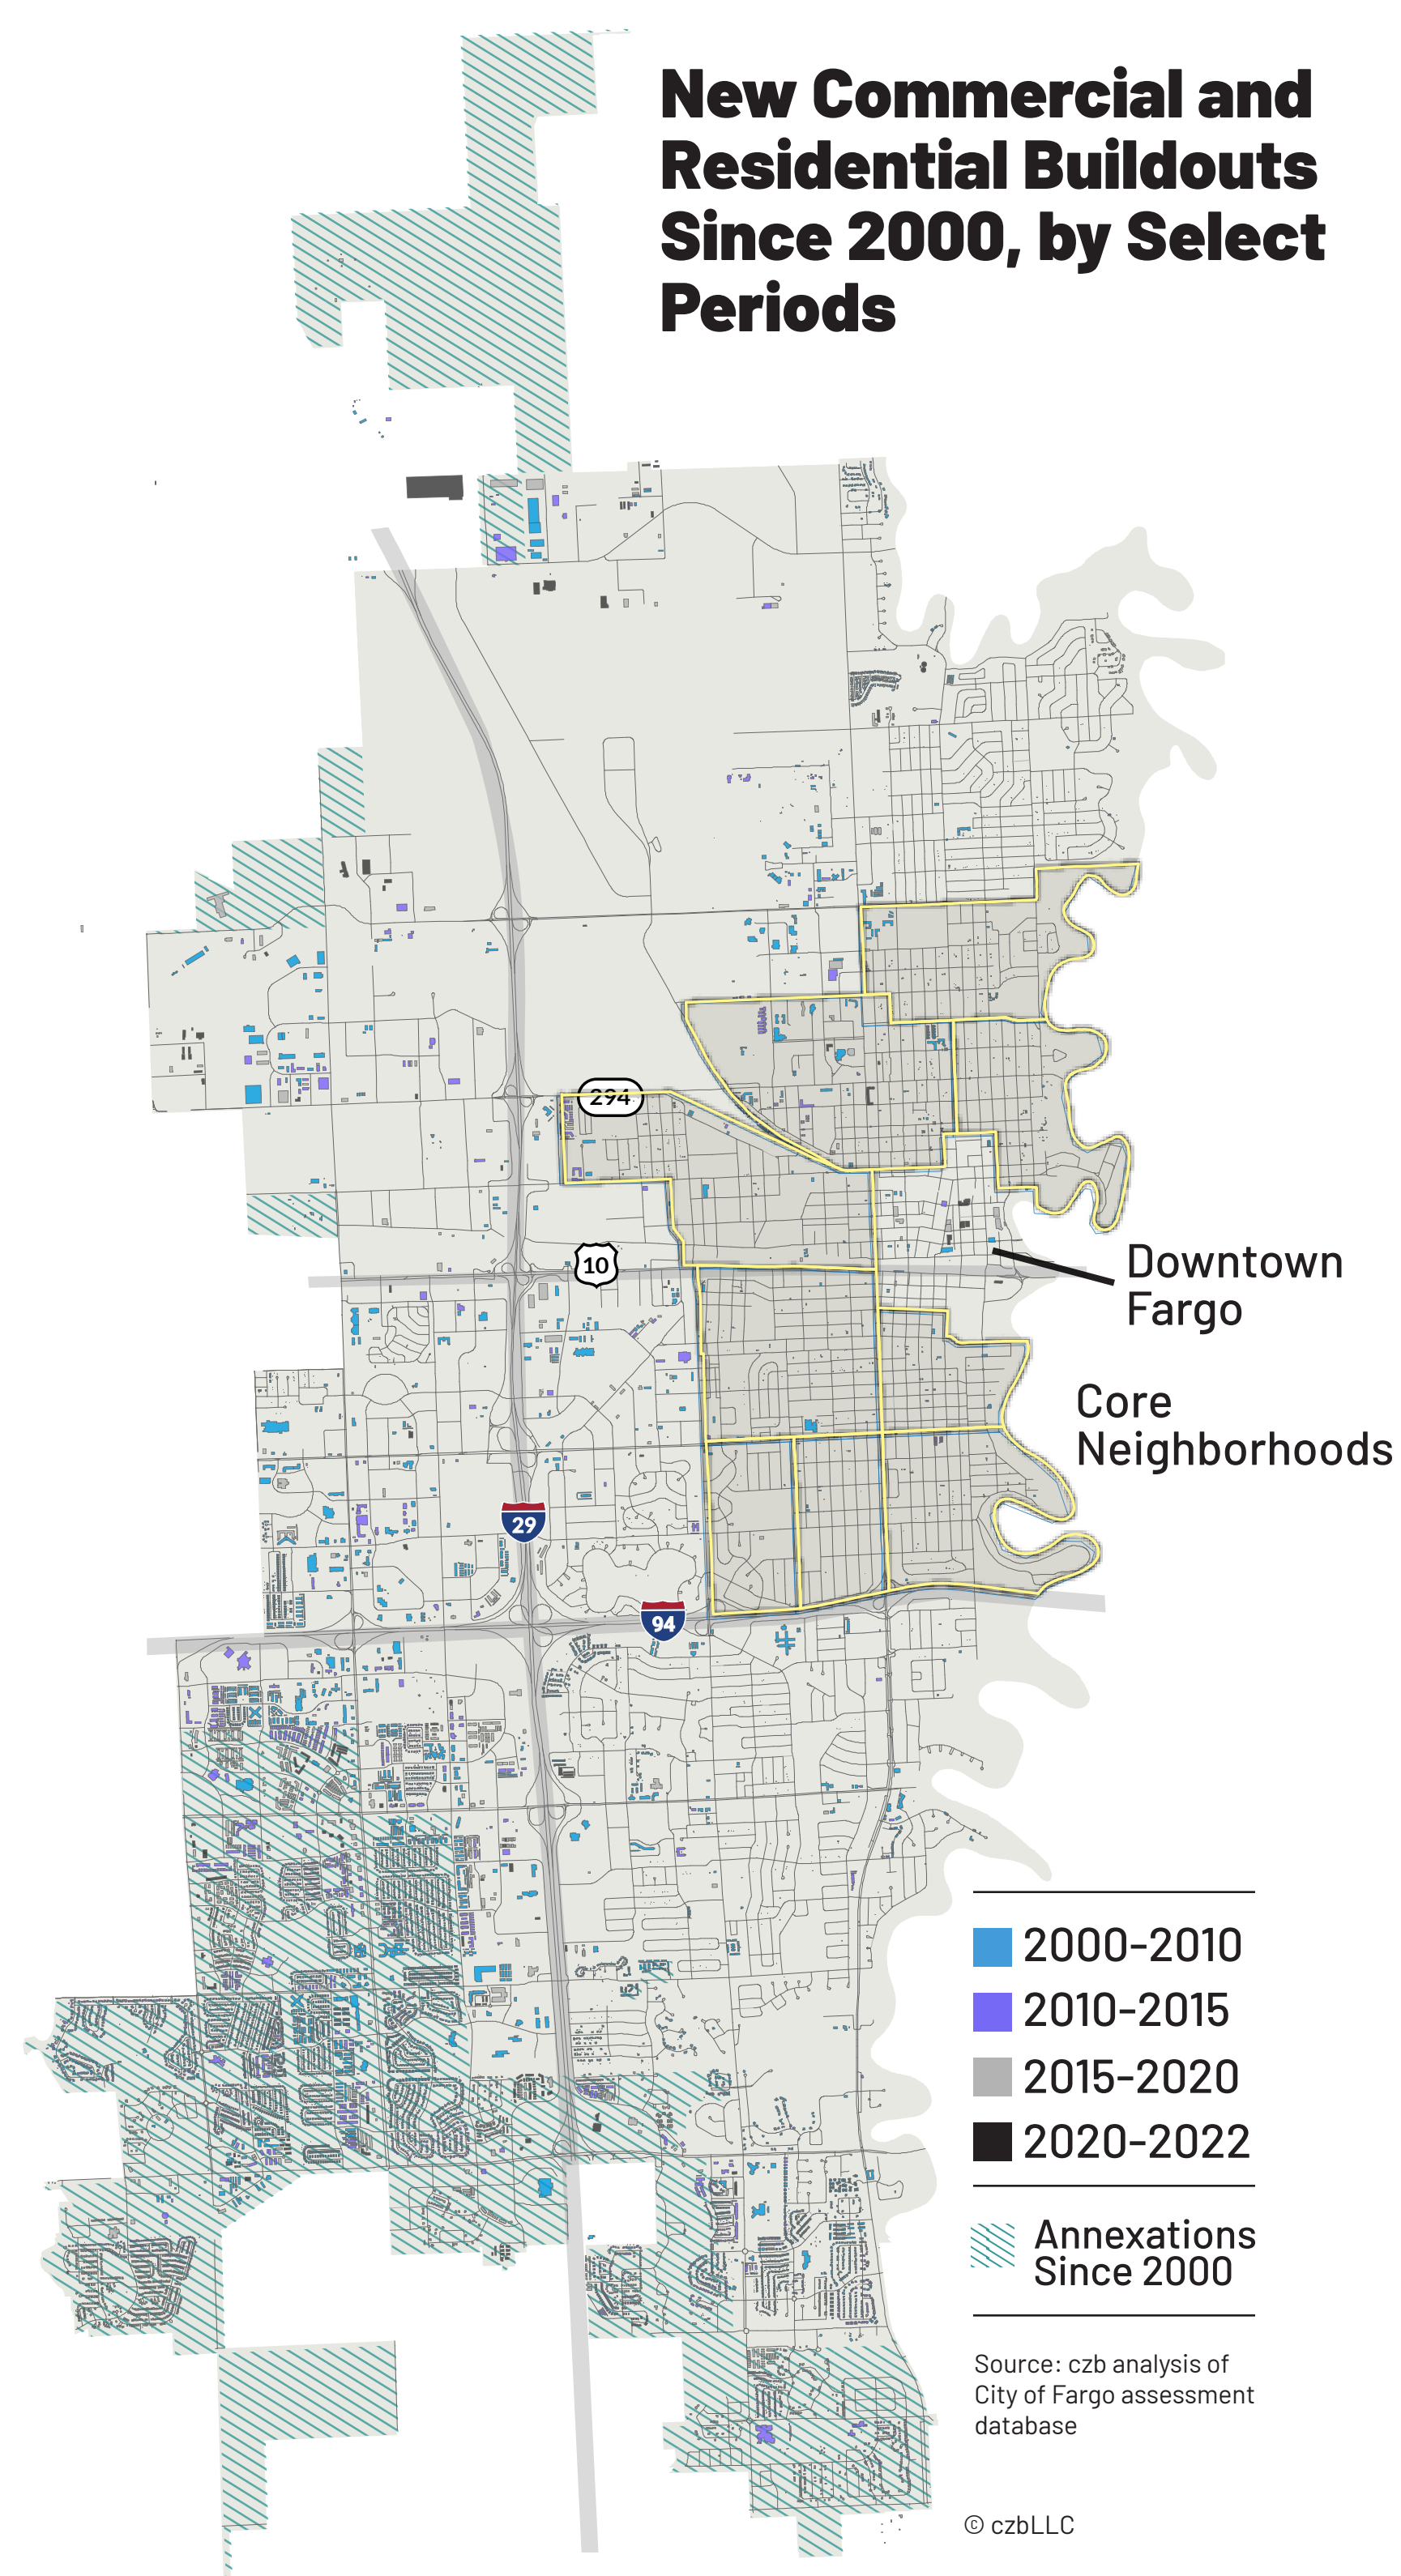 New Commercial and
Residential Buildouts
Since 2000, by Select
Periods
294
10
Downtown
Fargo
Core
Neighborhoods
29
94
2000-2010
2010-2015
2015-2020
2020-2022
Annexations
Since 2000
Source: czb analysis of
City of Fargo assessment
database
© czbLLC